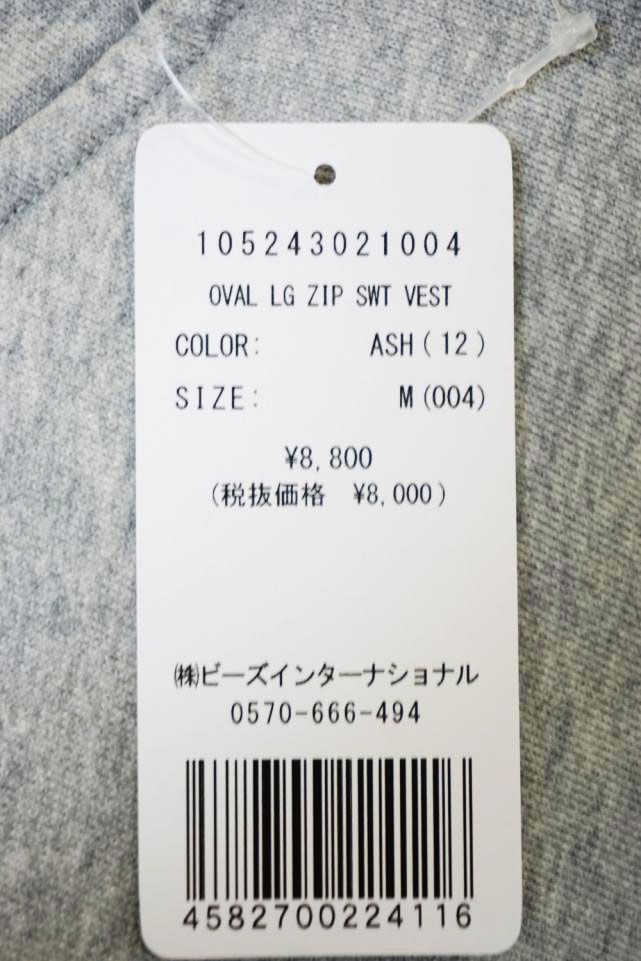 105243021004
OVAL LG ZIP SWT VEST
COLOR: ASH(12)
SIZE: M(004)
¥8,800
(税抜価格 ¥8,000)
㈱ビーズインターナショナル
0570-666-494
4582700224116